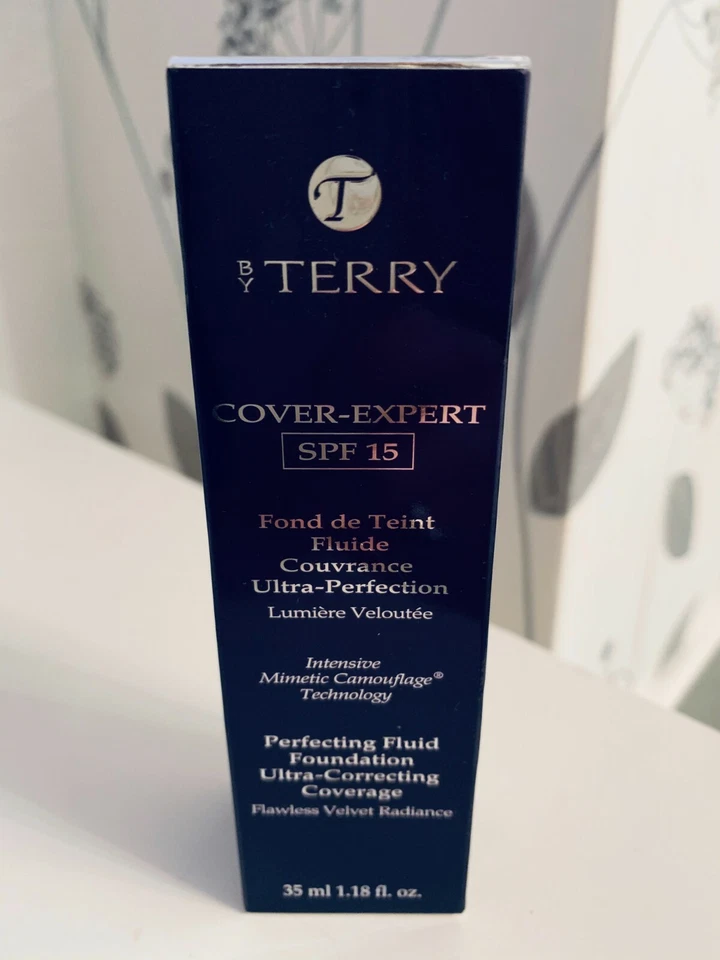 T
BY TERRY
COVER-EXPERT
SPF 15
Fond de Teint
Fluide
Couvrance
Ultra-Perfection
Lumière Veloutée
Intensive
Mimetic Camouflage®
Technology
Perfecting Fluid
Foundation
Ultra-Correcting
Coverage
Flawless Velvet Radiance
35 ml 1.18 fl. oz.